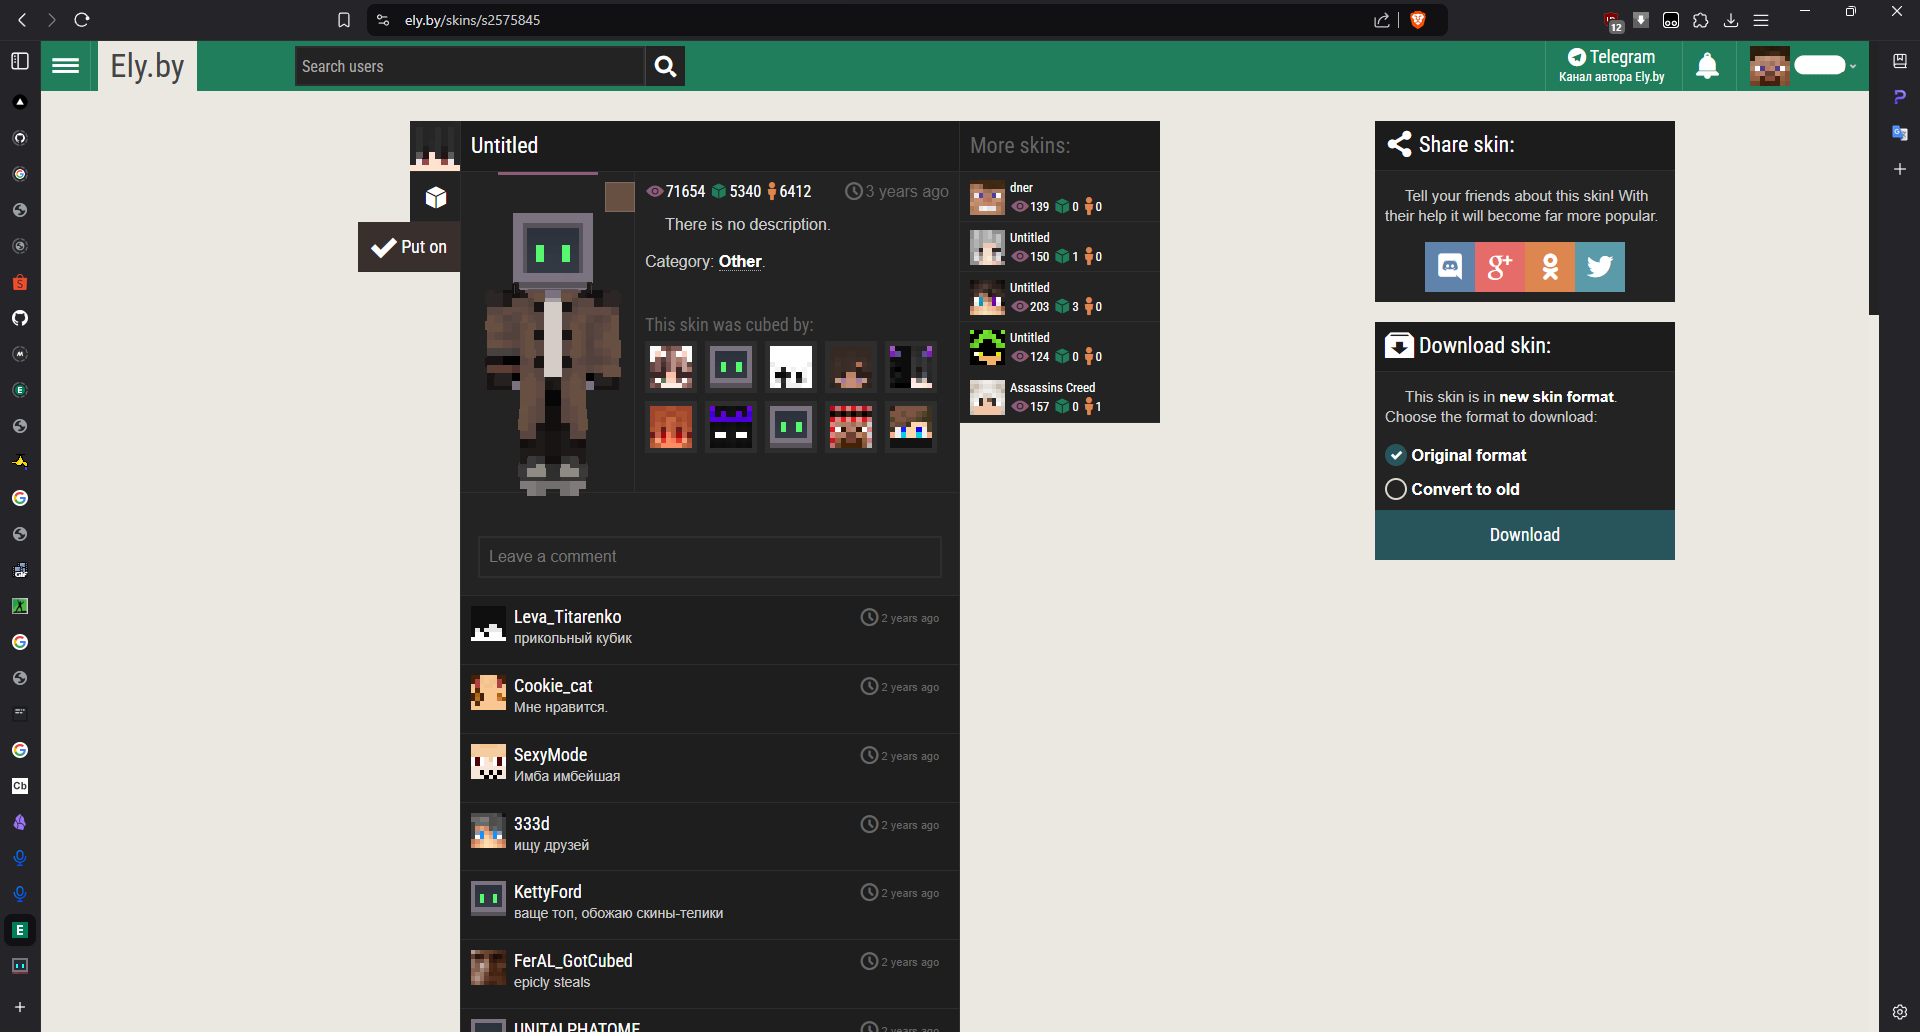 ely.by/skins/s2575845
12
Ely.by
Search users
Telegram
Канал автора Ely.by
Untitled
Put on
71654 5340 6412
3 years ago
There is no description.
Category: Other.
This skin was cubed by:
Leave a comment
Leva_Titarenko
2 years ago
прикольный кубик
Cookie_cat
2 years ago
Мне нравится.
SexyMode
2 years ago
Имба имбейшая
333d
2 years ago
ищу друзей
KettyFord
2 years ago
ваще топ, обожаю скины-телики
FerAL_GotCubed
2 years ago
epicly steals
UNITALPHATOME
2 years ago
More skins:
dner
139 0 0
Untitled
150 1 0
Untitled
203 3 0
Untitled
124 0 0
Assassins Creed
157 0 1
Share skin:
Tell your friends about this skin! With
their help it will become far more popular.
g+
Download skin:
This skin is in new skin format.
Choose the format to download:
Original format
Convert to old
Download
S
M
E
GIF
Cb
E